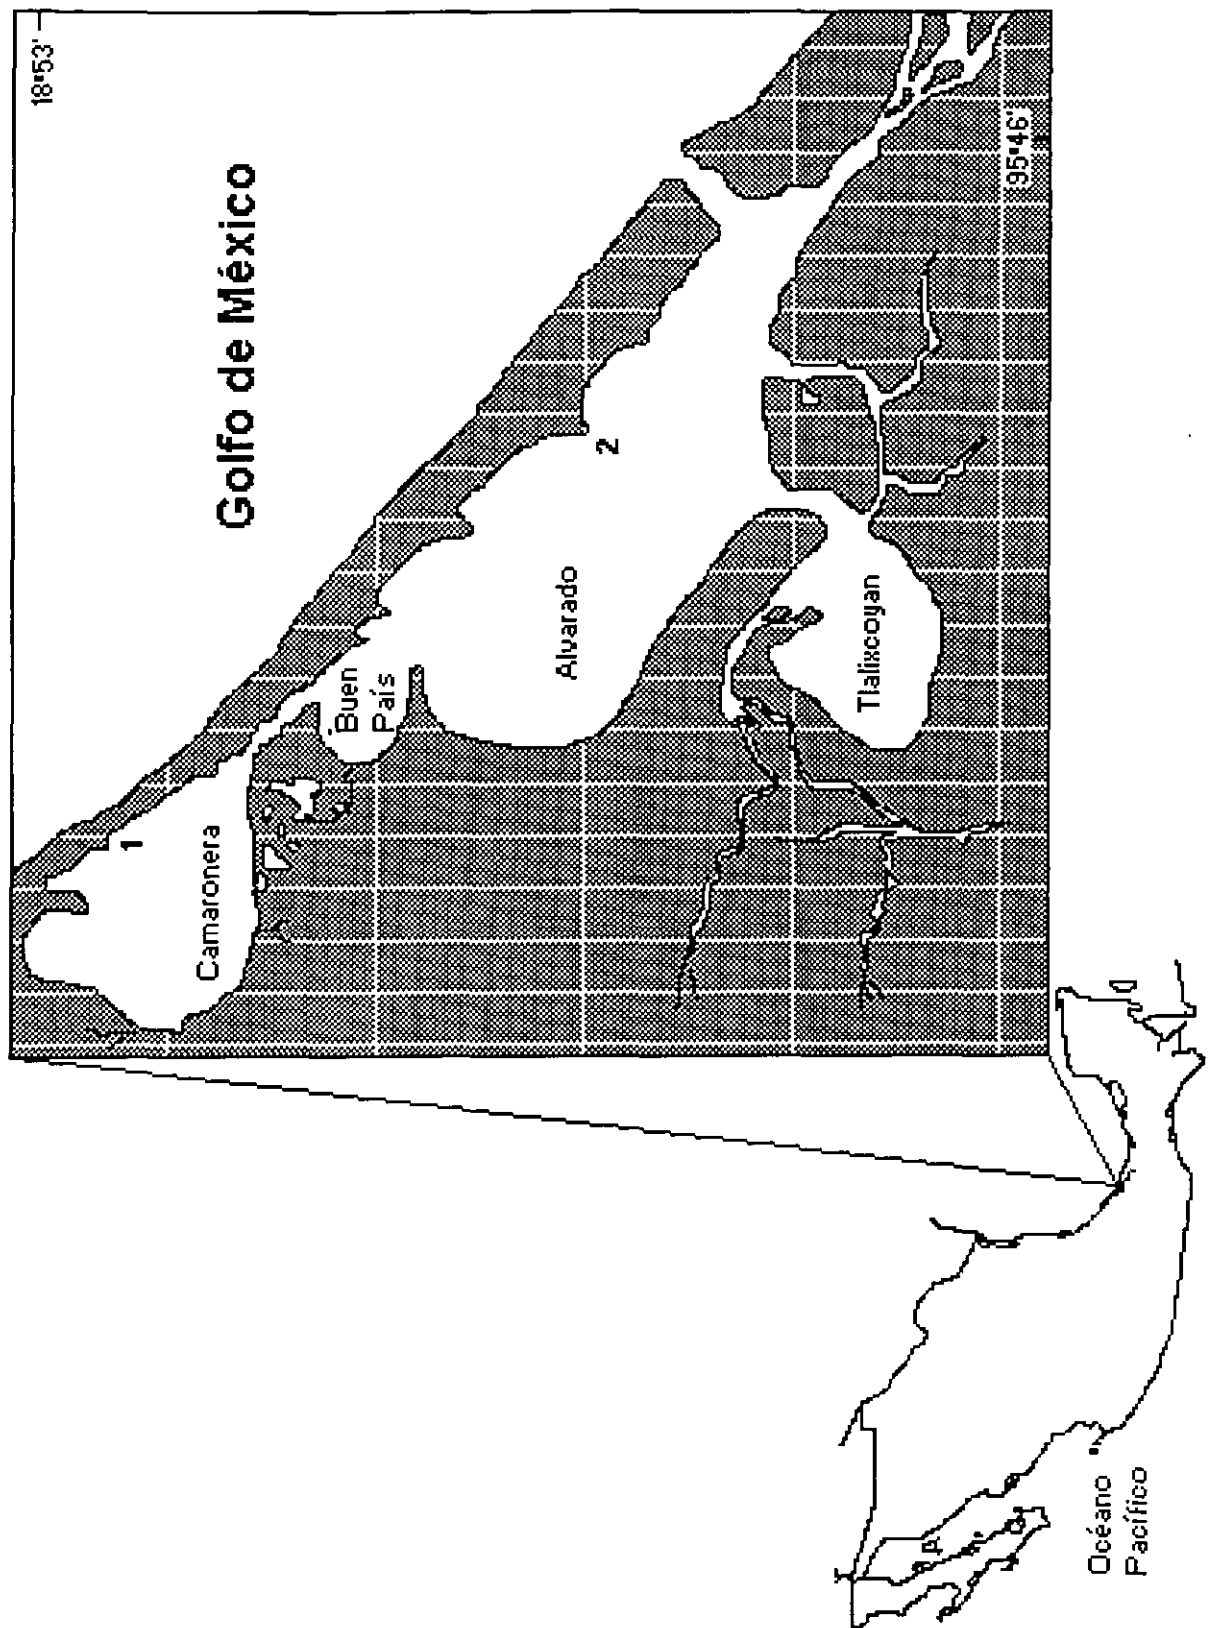 18°53'
Golfo de México
1
Camaronera
Buen
País
2
Alvarado
Tlalixcoyan
95°46'
Océano
Pacífico